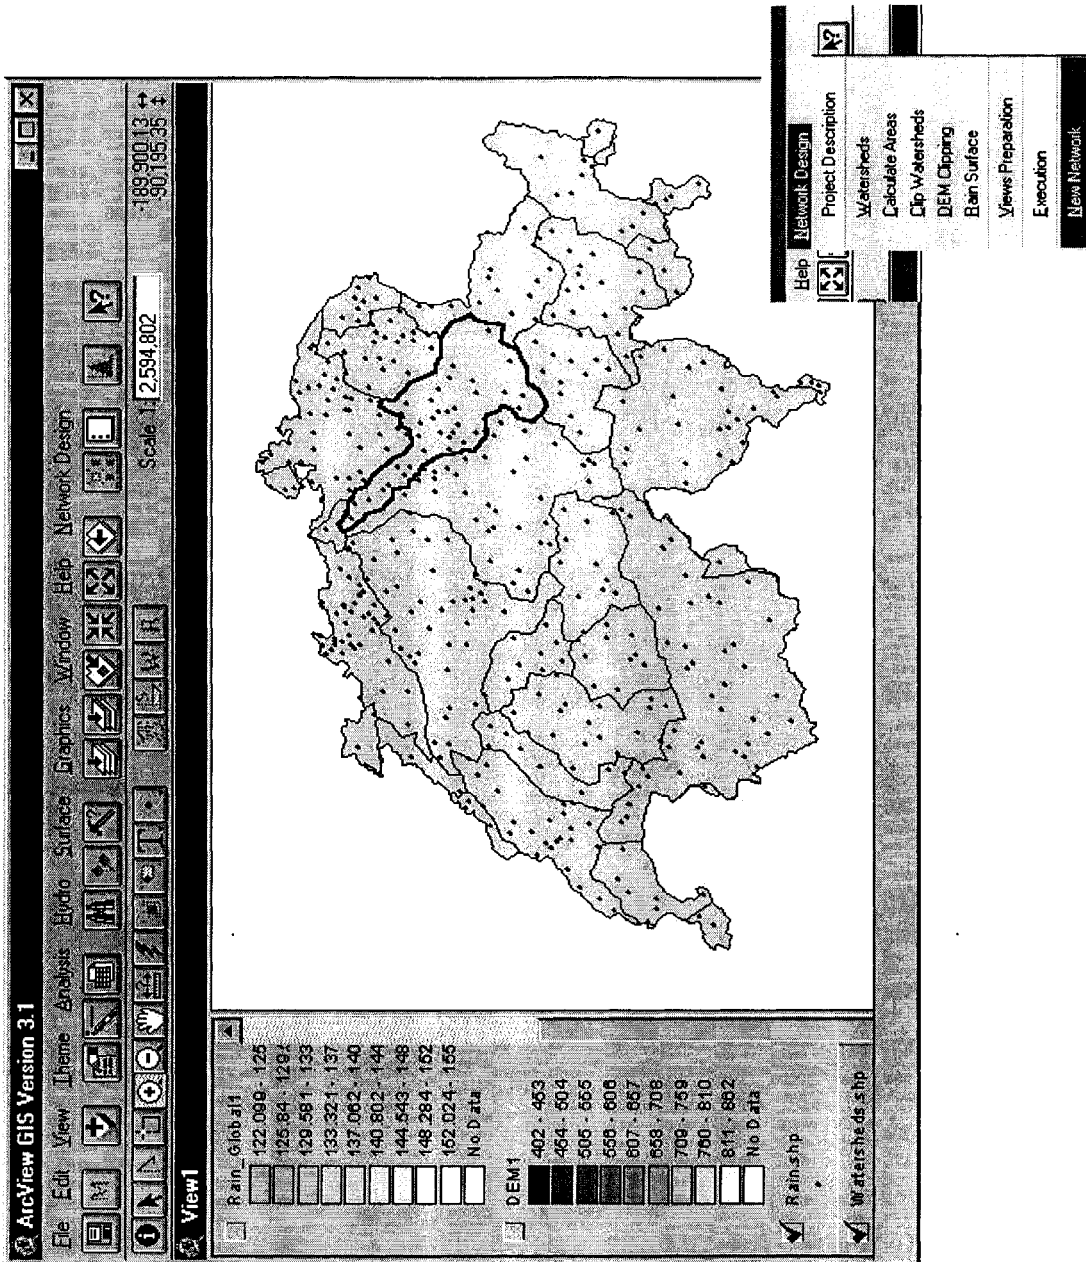 ArcView GIS Version 3.1
File Edit View Theme Analysis Hydro Surface Graphics Window Help Network Design
M
Scale 1: 2,594,802
-189,900.13
-90,195.35
T
W R
View1
Rain_Global1
122.099 - 125
125.84 - 129.
129.581 - 133
133.321 - 137
137.062 - 140
140.802 - 144
144.543 - 148
148.284 - 152
152.024 - 155
No Data
DEM1
402 - 453
454 - 504
505 - 555
556 - 606
607 - 657
658 - 708
709 - 759
760 - 810
811 - 862
No Data
Rain.shp
Watersheds.shp
Help Network Design
Project Description
Watersheds
Calculate Areas
Clip Watersheds
DEM Clipping
Rain Surface
Views Preparation
Execution
New Network